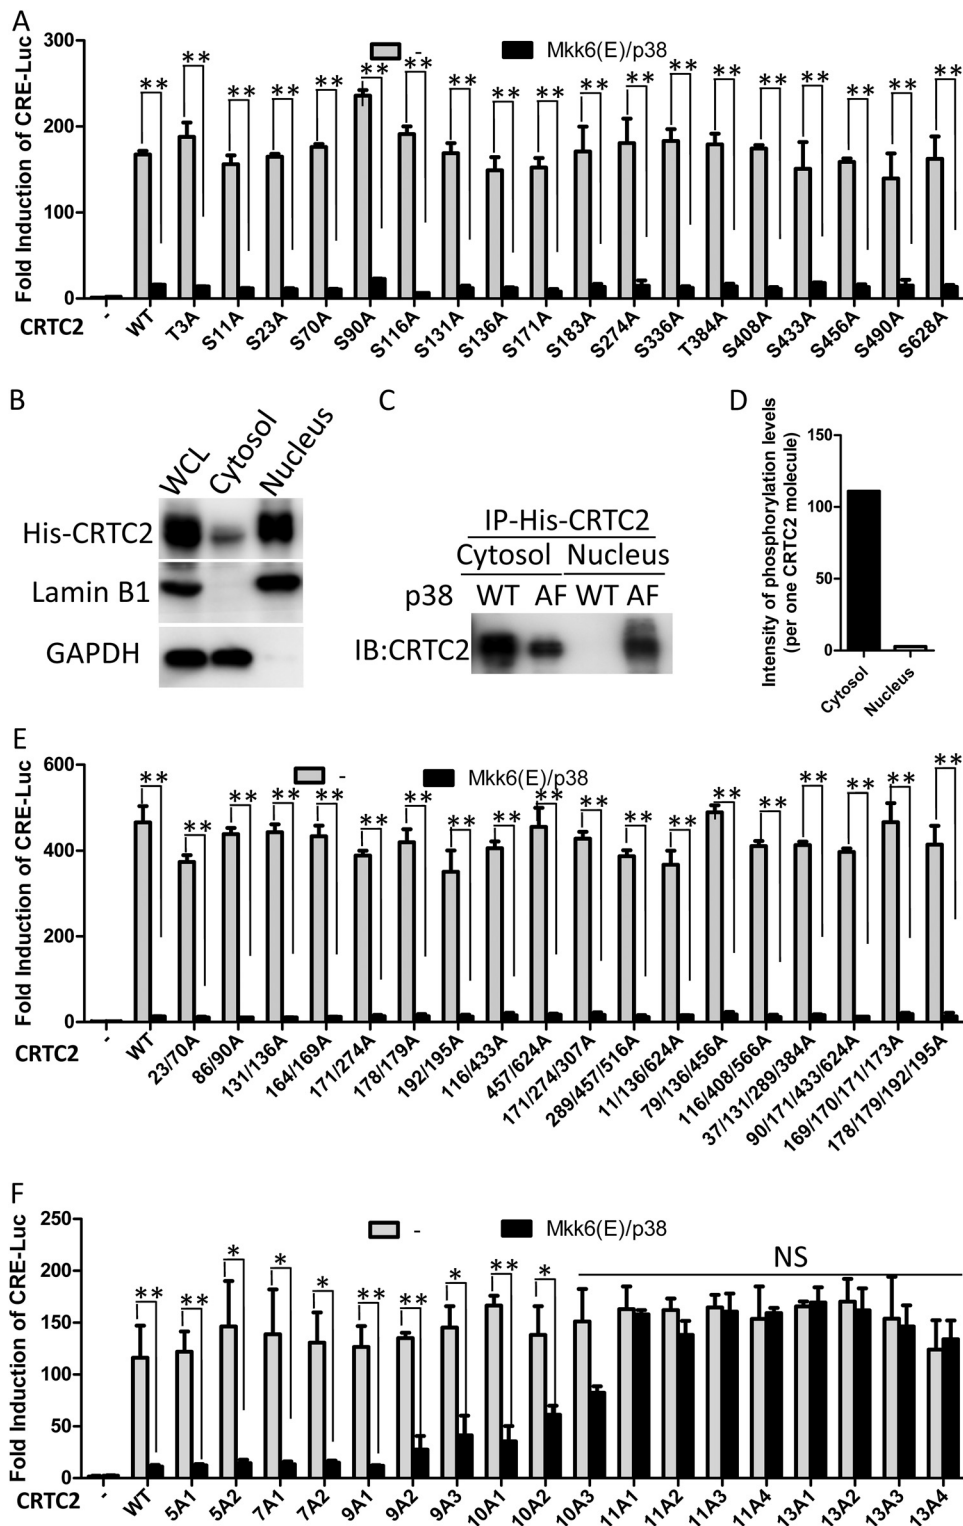 A
Fold Induction of CRE-Luc
300
200
100
0
-
Mkk6(E)/p38
** ** ** ** ** ** ** ** ** ** ** ** ** ** ** ** ** ** **
CRTC2
- WT T3A S11A S23A S70A S90A S116A S131A S136A S171A S183A S274A S336A T384A S408A S433A S456A S490A S628A
B
WCL Cytosol Nucleus
His-CRTC2
Lamin B1
GAPDH
C
IP-His-CRTC2
Cytosol Nucleus
p38 WT AF WT AF
IB:CRTC2
D
Intensity of phosphorylation levels
(per one CRTC2 molecule)
150
100
50
0
Cytosol Nucleus
E
Fold Induction of CRE-Luc
600
400
200
0
-
Mkk6(E)/p38
** ** ** ** ** ** ** ** ** ** ** ** ** ** ** ** ** ** **
CRTC2
- WT 23/70A 86/90A 131/136A 164/169A 171/274A 178/179A 192/195A 116/433A 457/624A 171/274/307A 289/457/516A 11/136/624A 79/136/456A 116/408/566A 37/131/289/384A 90/171/433/624A 169/170/171/173A 178/179/192/195A
F
Fold Induction of CRE-Luc
250
200
150
100
50
0
-
Mkk6(E)/p38
** ** * * * ** ** * ** * NS
CRTC2
- WT 5A1 5A2 7A1 7A2 9A1 9A2 9A3 10A1 10A2 10A3 11A1 11A2 11A3 11A4 13A1 13A2 13A3 13A4